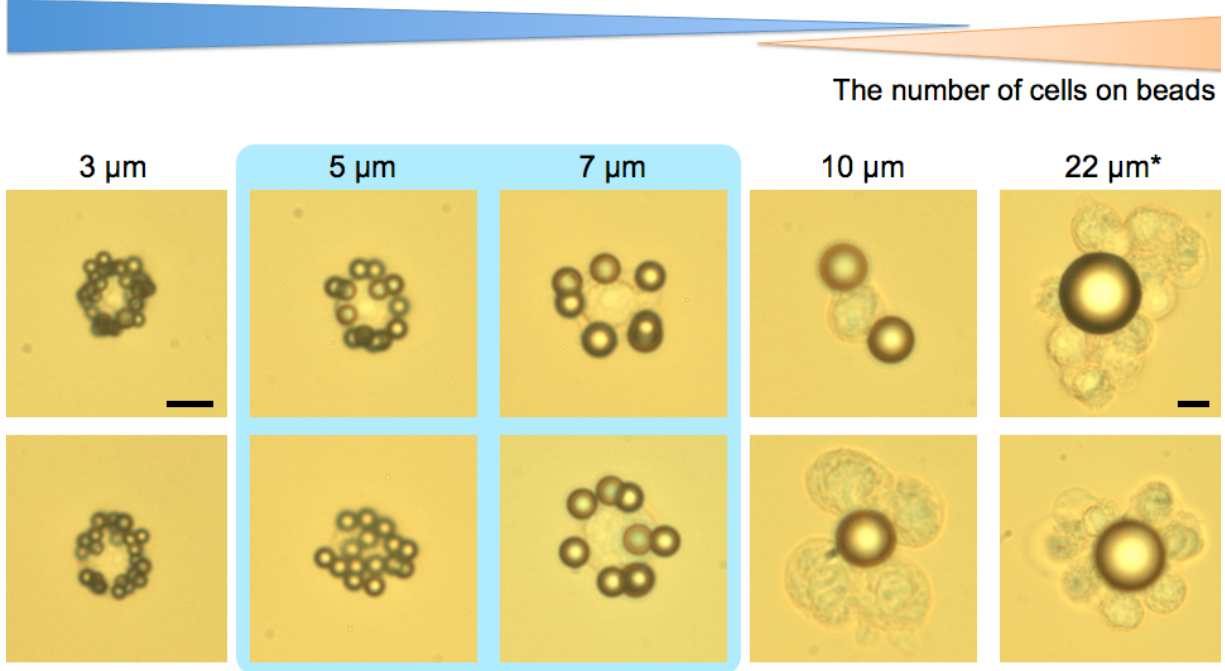 The number of cells on beads
3 µm
5 µm
7 µm
10 µm
22 µm*